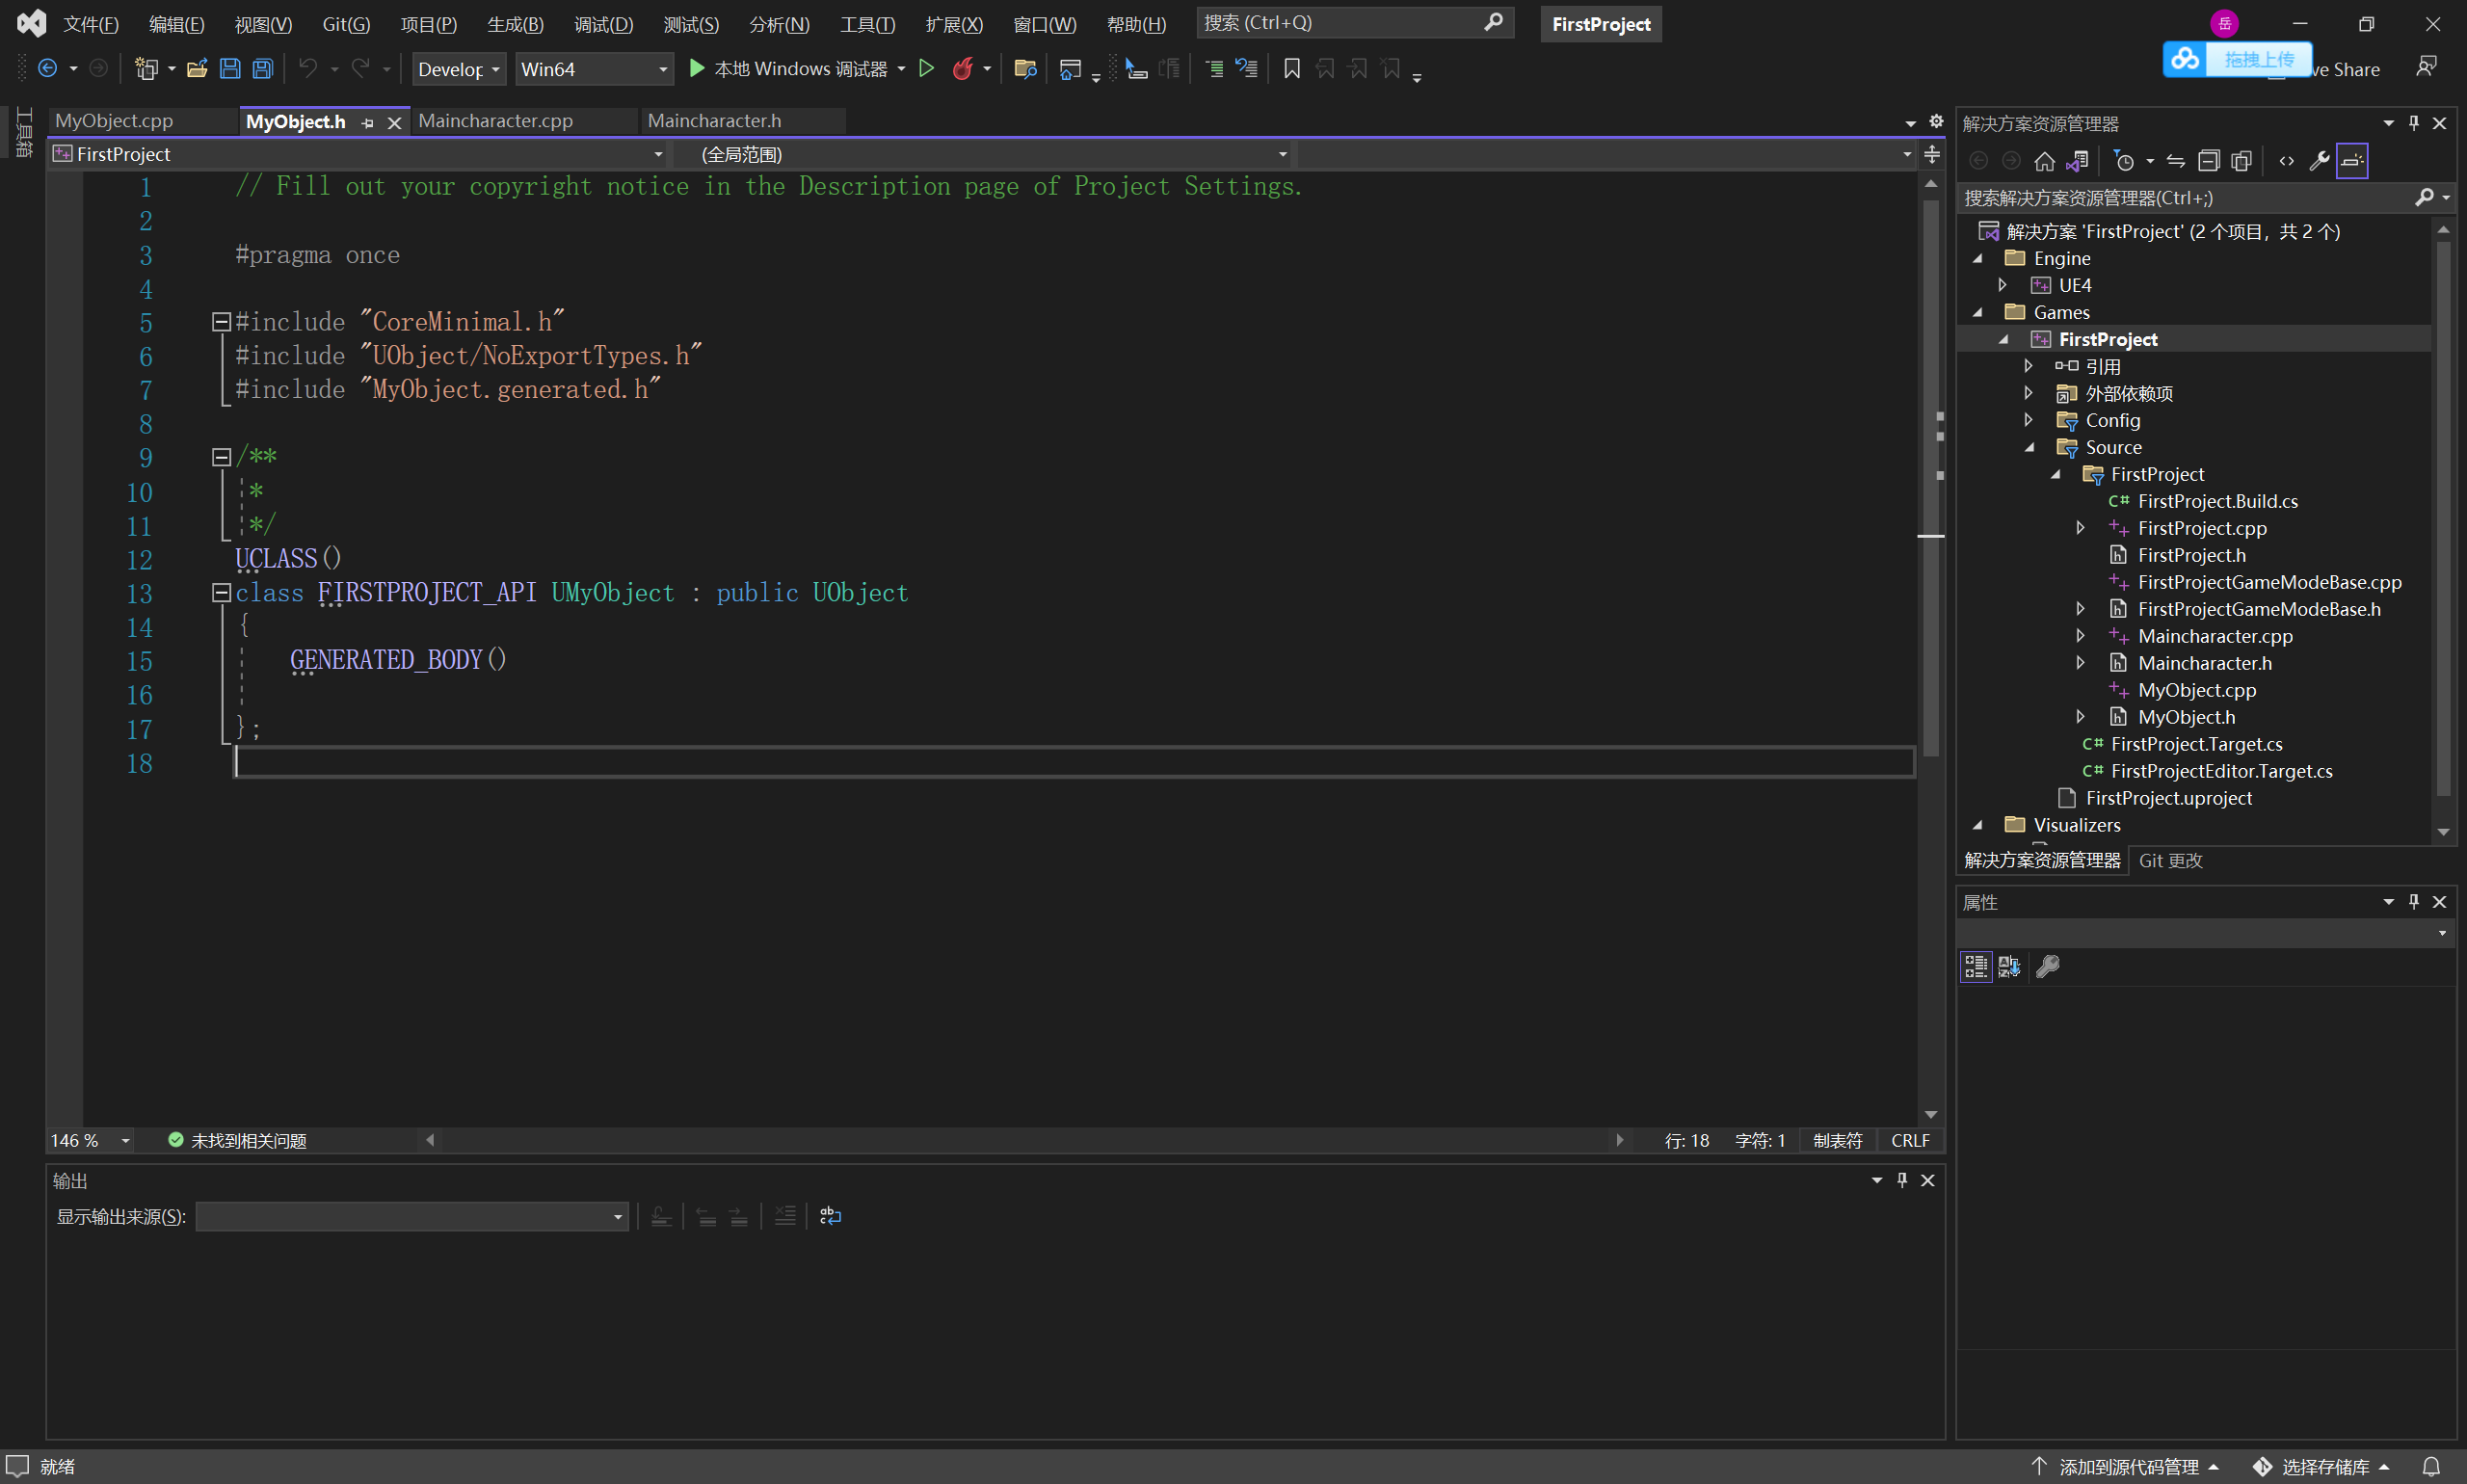 文件(F) 编辑(E) 视图(V) Git(G) 项目(P) 生成(B) 调试(D) 测试(S) 分析(N) 工具(T) 扩展(X) 窗口(W) 帮助(H) 搜索 (Ctrl+Q) FirstProject 岳
Develop Win64 本地 Windows 调试器 拖拽上传 ve Share
工具箱
MyObject.cpp MyObject.h Maincharacter.cpp Maincharacter.h
FirstProject (全局范围)
1 // Fill out your copyright notice in the Description page of Project Settings.
2
3 #pragma once
4
5 #include "CoreMinimal.h"
6 #include "UObject/NoExportTypes.h"
7 #include "MyObject.generated.h"
8
9 /**
10 *
11 */
12 UCLASS()
13 class FIRSTPROJECT_API UMyObject : public UObject
14 {
15 GENERATED_BODY()
16
17 };
18
146 % 未找到相关问题 行: 18 字符: 1 制表符 CRLF
输出
显示输出来源(S):
解决方案资源管理器
搜索解决方案资源管理器(Ctrl+;)
解决方案 'FirstProject' (2 个项目，共 2 个)
Engine
UE4
Games
FirstProject
引用
外部依赖项
Config
Source
FirstProject
C# FirstProject.Build.cs
FirstProject.cpp
FirstProject.h
FirstProjectGameModeBase.cpp
FirstProjectGameModeBase.h
Maincharacter.cpp
Maincharacter.h
MyObject.cpp
MyObject.h
C# FirstProject.Target.cs
C# FirstProjectEditor.Target.cs
FirstProject.uproject
Visualizers
解决方案资源管理器 Git 更改
属性
就绪 添加到源代码管理 选择存储库